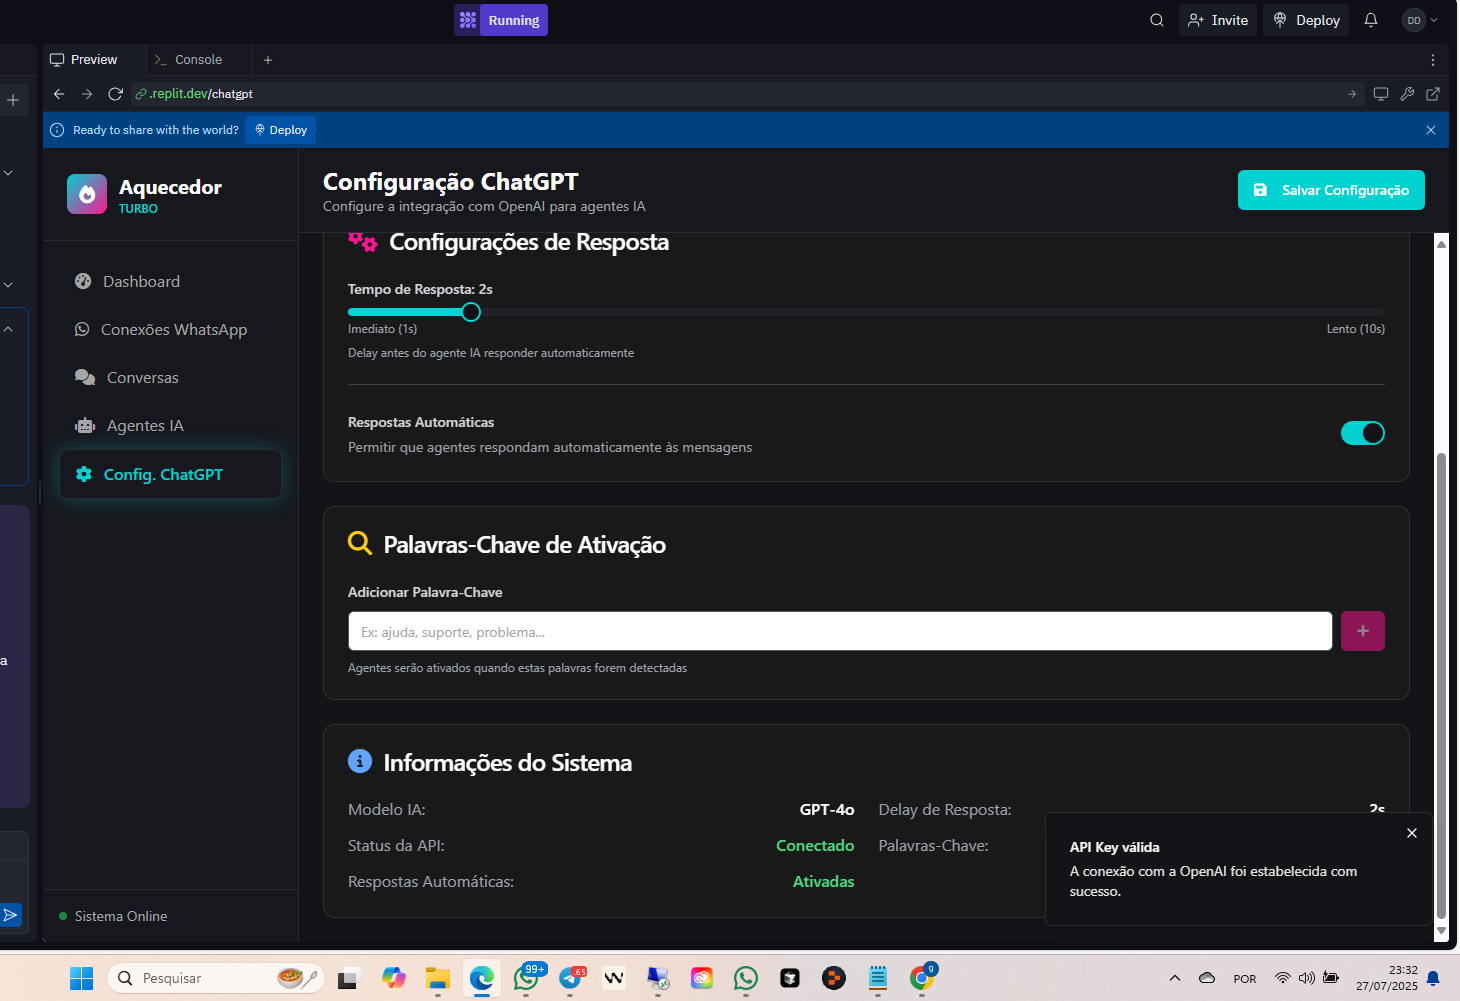 Running
Invite
Deploy
DD
Preview
Console
.replit.dev/chatgpt
Ready to share with the world?
Deploy
Aquecedor
TURBO
Configuração ChatGPT
Configure a integração com OpenAI para agentes IA
Salvar Configuração
Dashboard
Conexões WhatsApp
Conversas
Agentes IA
Config. ChatGPT
Sistema Online
a
Configurações de Resposta
Tempo de Resposta: 2s
Imediato (1s)
Lento (10s)
Delay antes do agente IA responder automaticamente
Respostas Automáticas
Permitir que agentes respondam automaticamente às mensagens
Palavras-Chave de Ativação
Adicionar Palavra-Chave
Ex: ajuda, suporte, problema...
Agentes serão ativados quando estas palavras forem detectadas
Informações do Sistema
Modelo IA:
GPT-4o
Delay de Resposta:
2s
Status da API:
Conectado
Palavras-Chave:
Respostas Automáticas:
Ativadas
API Key válida
A conexão com a OpenAI foi estabelecida com
sucesso.
Pesquisar
99+
65
9
POR
23:32
27/07/2025